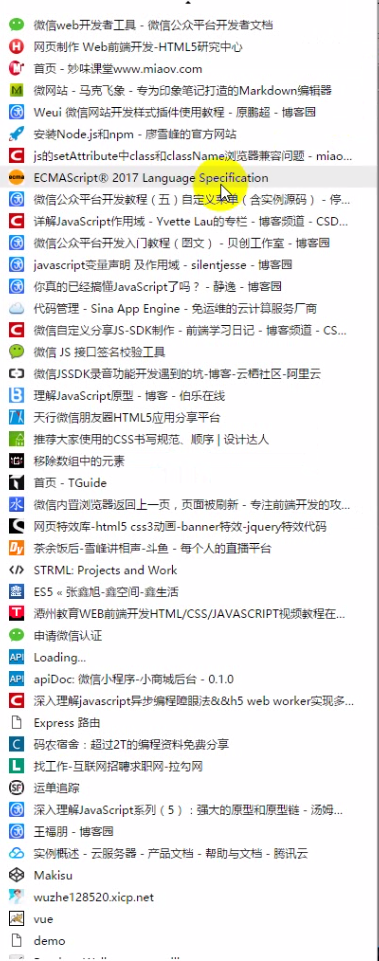 微信web开发者工具 - 微信公众平台开发者文档
网页制作 Web前端开发-HTML5研究中心
首页 - 妙味课堂www.miaov.com
微网站 - 马克飞象 - 专为印象笔记打造的Markdown编辑器
Weui 微信网站开发样式插件使用教程 - 原鹏超 - 博客园
安装Node.js和npm - 廖雪峰的官方网站
js的setAttribute中class和className浏览器兼容问题 - miao...
ECMAScript® 2017 Language Specification
微信公众平台开发教程（五）自定义菜单（含实例源码） - 停...
详解JavaScript作用域 - Yvette Lau的专栏 - 博客频道 - CSD...
微信公众平台开发入门教程（图文） - 贝创工作室 - 博客园
javascript变量声明 及作用域 - silentjesse - 博客园
你真的已经搞懂JavaScript了吗？ - 静逸 - 博客园
代码管理 - Sina App Engine - 免运维的云计算服务厂商
微信自定义分享JS-SDK制作 - 前端学习日记 - 博客频道 - CS...
微信 JS 接口签名校验工具
微信JSSDK录音功能开发遇到的坑-博客-云栖社区-阿里云
理解JavaScript原型 - 博客 - 伯乐在线
天行微信朋友圈HTML5应用分享平台
推荐大家使用的CSS书写规范、顺序 | 设计达人
移除数组中的元素
首页 - TGuide
微信内冒浏览器返回上一页，页面被刷新 - 专注前端开发的攻...
网页特效库-html5 css3动画-banner特效-jquery特效代码
茶余饭后-雪峰讲相声-斗鱼 - 每个人的直播平台
STRML: Projects and Work
ES5 « 张鑫旭-鑫空间-鑫生活
潭州教育WEB前端开发HTML/CSS/JAVASCRIPT视频教程在...
申请微信认证
Loading...
apiDoc: 微信小程序-小商城后台 - 0.1.0
深入理解javascript异步编程障眼法&&h5 web worker实现多...
Express 路由
码农宿舍：超过2T的编程资料免费分享
找工作-互联网招聘求职网-拉勾网
运单追踪
深入理解JavaScript系列（5）：强大的原型和原型链 - 汤姆...
王福朋 - 博客园
实例概述 - 云服务器 - 产品文档 - 帮助与文档 - 腾讯云
Makisu
wuzhe128520.xicp.net
vue
demo